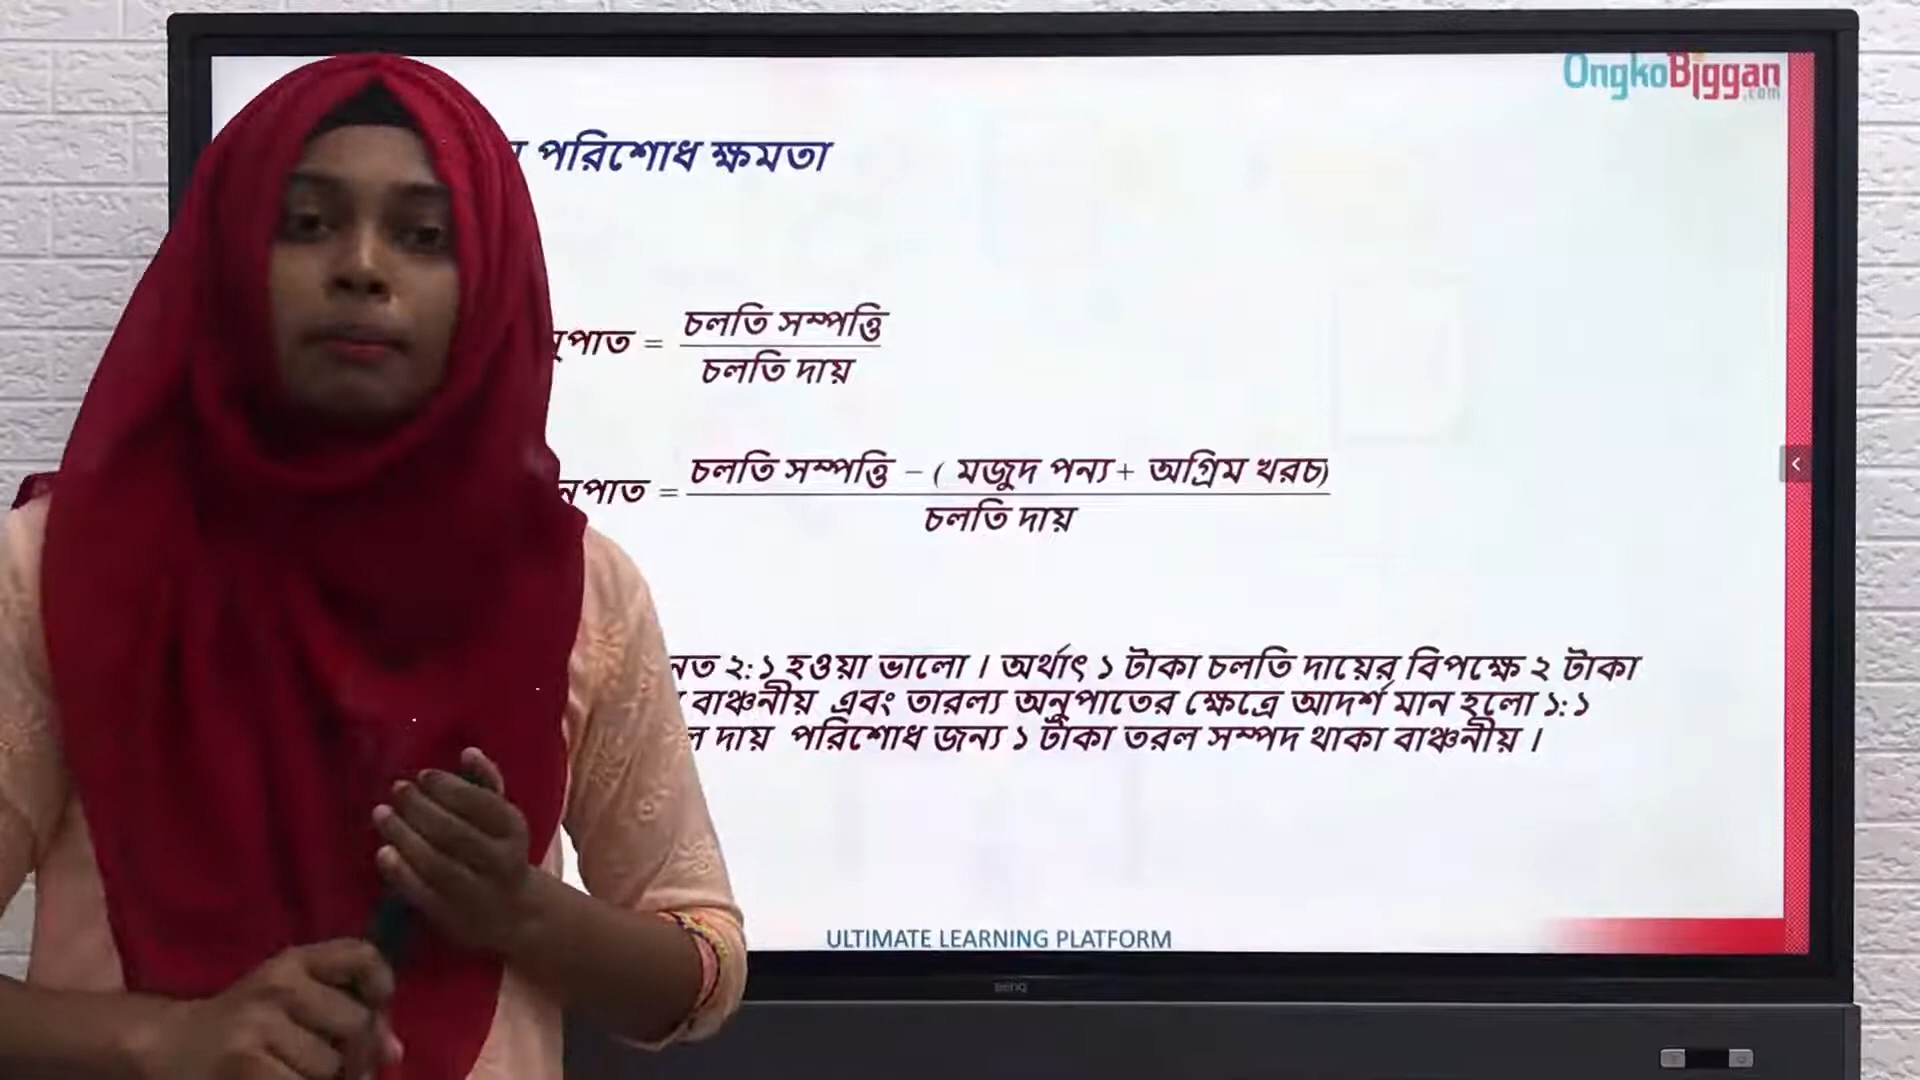 OngkoBiggan
.com
পরিশোধ ক্ষমতা
= চলতি সম্পত্তি
চলতি দায়
= চলতি সম্পত্তি – ( মজুদ পন্য + অগ্রিম খরচ)
চলতি দায়
২:১ হওয়া ভালো । অর্থাৎ ১ টাকা চলতি দায়ের বিপক্ষে ২ টাকা
বাঞ্চনীয় এবং তারল্য অনুপাতের ক্ষেত্রে আদর্শ মান হলো ১:১
দায় পরিশোধ জন্য ১ টাকা তরল সম্পদ থাকা বাঞ্চনীয় ।
ULTIMATE LEARNING PLATFORM
BenQ